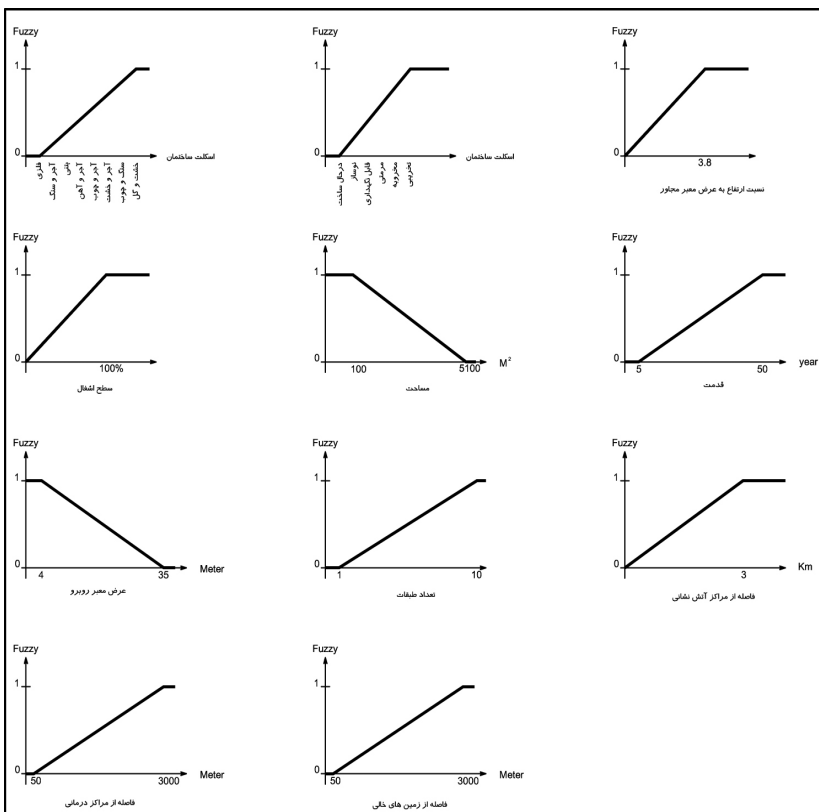 Fuzzy
1
0
فلزی
آجر و سنگ
بتنی
آجر و آهن
آجر و چوب
آجر و خشت
سنگ و چوب
خشت و گل
اسکلت ساختمان
Fuzzy
1
0
درحال ساخت
نوساز
قابل نگهداری
مرمتی
مخروبه
تخریبی
اسکلت ساختمان
Fuzzy
1
0
3.8
نسبت ارتفاع به عرض معبر مجاور
Fuzzy
1
0
100%
سطح اشغال
Fuzzy
1
0
100
5100
M²
مساحت
Fuzzy
1
0
5
50
year
قدمت
Fuzzy
1
0
4
35
Meter
عرض معبر روبرو
Fuzzy
1
0
1
10
تعداد طبقات
Fuzzy
1
0
3
Km
فاصله از مراکز آتش نشانی
Fuzzy
1
0
50
3000
Meter
فاصله از مراکز درمانی
Fuzzy
1
0
50
3000
Meter
فاصله از زمین های خالی